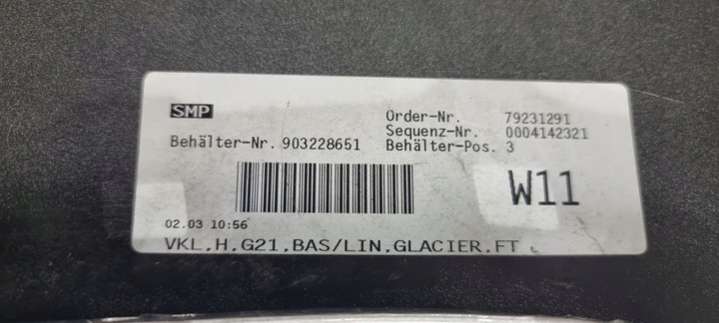 SMP
Order-Nr. 79231291
Sequenz-Nr. 0004142321
Behälter-Nr. 903228651 Behälter-Pos. 3
W11
02.03 10:56
VKL,H,G21,BAS/LIN,GLACIER,FT